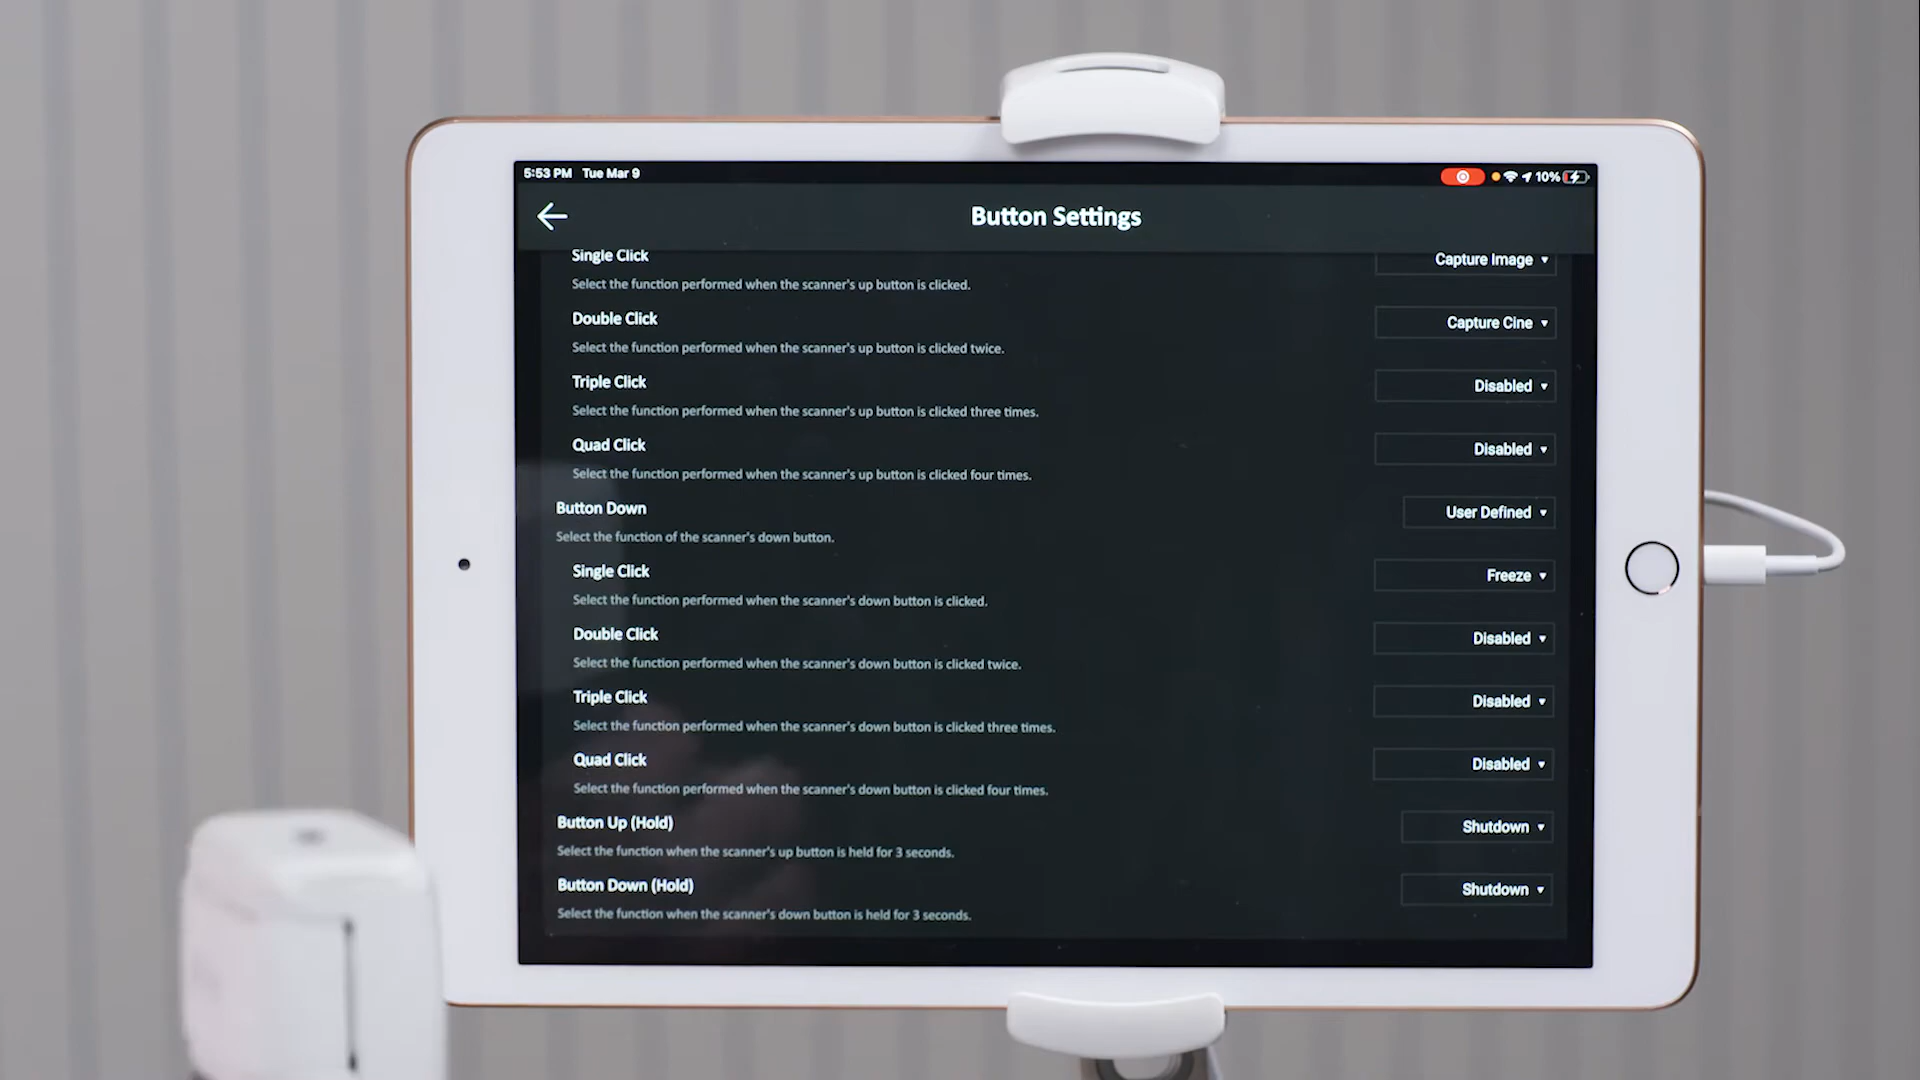 5:53 PM Tue Mar 9
10%
Button Settings
Single Click
Capture Image
Select the function performed when the scanner's up button is clicked.
Double Click
Capture Cine
Select the function performed when the scanner's up button is clicked twice.
Triple Click
Disabled
Select the function performed when the scanner's up button is clicked three times.
Quad Click
Disabled
Select the function performed when the scanner's up button is clicked four times.
Button Down
User Defined
Select the function of the scanner's down button.
Single Click
Freeze
Select the function performed when the scanner's down button is clicked.
Double Click
Disabled
Select the function performed when the scanner's down button is clicked twice.
Triple Click
Disabled
Select the function performed when the scanner's down button is clicked three times.
Quad Click
Disabled
Select the function performed when the scanner's down button is clicked four times.
Button Up (Hold)
Shutdown
Select the function when the scanner's up button is held for 3 seconds.
Button Down (Hold)
Shutdown
Select the function when the scanner's down button is held for 3 seconds.